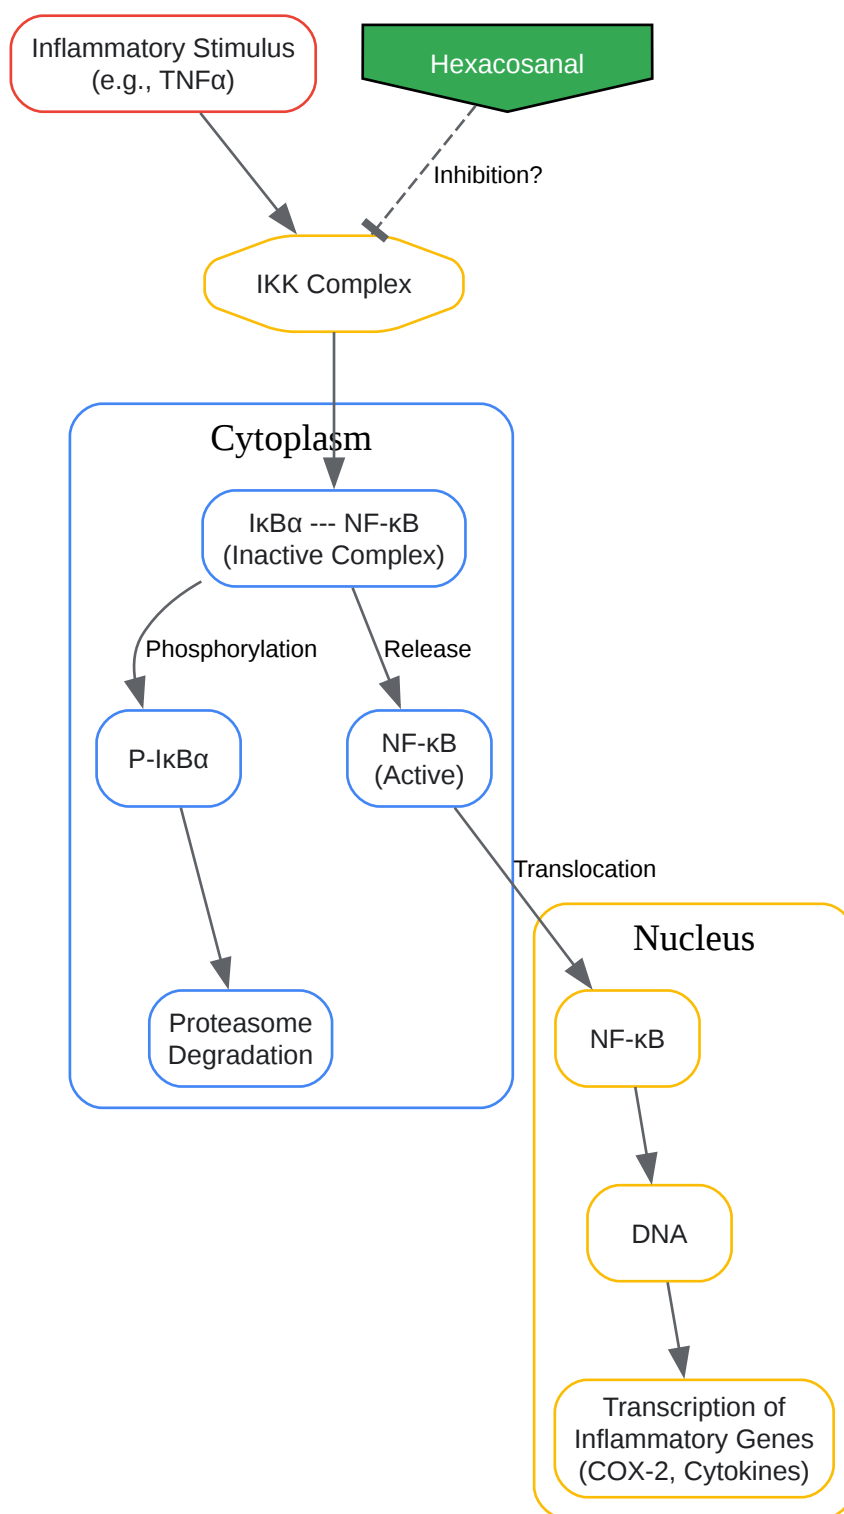 Inflammatory Stimulus
(e.g., TNFα)
Hexacosanal
Inhibition?
IKK Complex
Cytoplasm
IκBα --- NF-κB
(Inactive Complex)
Phosphorylation
Release
P-IκBα
NF-κB
(Active)
Translocation
Nucleus
Proteasome
Degradation
NF-κB
DNA
Transcription of
Inflammatory Genes
(COX-2, Cytokines)